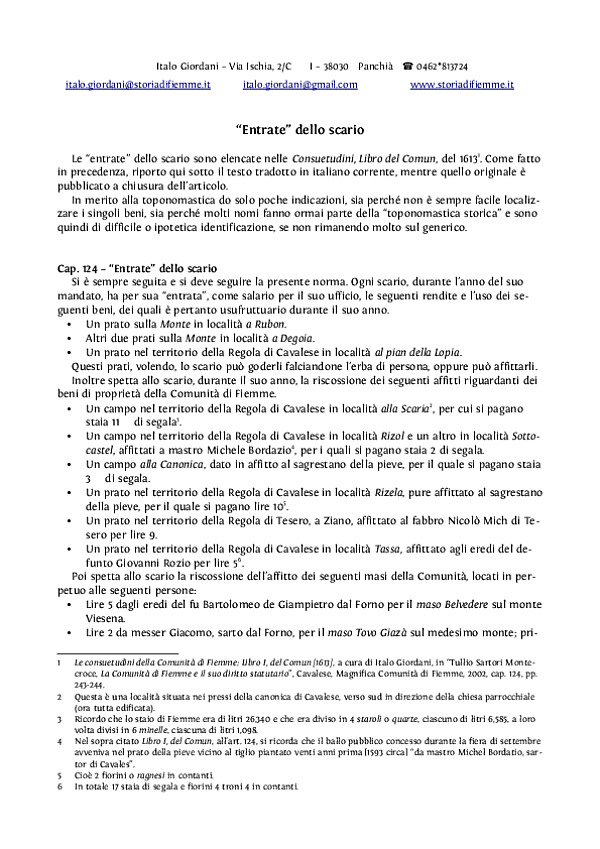 Italo Giordani – Via Ischia, 2/C I – 38030 Panchià ☎ 0462*813724
italo.giordani@storiadifiemme.it italo.giordani@gmail.com www.storiadifiemme.it
“Entrate” dello scario
Le “entrate” dello scario sono elencate nelle Consuetudini, Libro del Comun, del 1613¹. Come fatto
in precedenza, riporto qui sotto il testo tradotto in italiano corrente, mentre quello originale è
pubblicato a chiusura dell’articolo.
In merito alla toponomastica do solo poche indicazioni, sia perché non è sempre facile localiz-
zare i singoli beni, sia perché molti nomi fanno ormai parte della “toponomastica storica” e sono
quindi di difficile o ipotetica identificazione, se non rimanendo molto sul generico.
Cap. 124 – “Entrate” dello scario
Si è sempre seguita e si deve seguire la presente norma. Ogni scario, durante l’anno del suo
mandato, ha per sua “entrata”, come salario per il suo ufficio, le seguenti rendite e l’uso dei se-
guenti beni, dei quali è pertanto usufruttuario durante il suo anno.
• Un prato sulla Monte in località a Rubon.
• Altri due prati sulla Monte in località a Degoia.
• Un prato nel territorio della Regola di Cavalese in località al pian della Lopia.
Questi prati, volendo, lo scario può goderli falciandone l’erba di persona, oppure può affittarli.
Inoltre spetta allo scario, durante il suo anno, la riscossione dei seguenti affitti riguardanti dei
beni di proprietà della Comunità di Fiemme.
• Un campo nel territorio della Regola di Cavalese in località alla Scaria², per cui si pagano
staia 11 di segala³.
• Un campo nel territorio della Regola di Cavalese in località Rizol e un altro in località Sotto-
castel, affittati a mastro Michele Bordazio⁴, per i quali si pagano staia 2 di segala.
• Un campo alla Canonica, dato in affitto al sagrestano della pieve, per il quale si pagano staia
3 di segala.
• Un prato nel territorio della Regola di Cavalese in località Rizela, pure affittato al sagrestano
della pieve, per il quale si pagano lire 10⁵.
• Un prato nel territorio della Regola di Tesero, a Ziano, affittato al fabbro Nicolò Mich di Te-
sero per lire 9.
• Un prato nel territorio della Regola di Cavalese in località Tassa, affittato agli eredi del de-
funto Giovanni Rozio per lire 5⁶.
Poi spetta allo scario la riscossione dell’affitto dei seguenti masi della Comunità, locati in per-
petuo alle seguenti persone:
• Lire 5 dagli eredi del fu Bartolomeo de Giampietro dal Forno per il maso Belvedere sul monte
Viesena.
• Lire 2 da messer Giacomo, sarto dal Forno, per il maso Tovo Giazà sul medesimo monte; pri-
1 Le consuetudini della Comunità di Fiemme: Libro I, del Comun [1613], a cura di Italo Giordani, in “Tullio Sartori Monte-
croce, La Comunità di Fiemme e il suo diritto statutario”, Cavalese, Magnifica Comunità di Fiemme, 2002, cap. 124, pp.
243-244.
2 Questa è una località situata nei pressi della canonica di Cavalese, verso sud in direzione della chiesa parrocchiale
(ora tutta edificata).
3 Ricordo che lo staio di Fiemme era di litri 26,340 e che era diviso in 4 staroli o quarte, ciascuno di litri 6,585, a loro
volta divisi in 6 minelle, ciascuna di litri 1,098.
4 Nel sopra citato Libro I, del Comun, all’art. 124, si ricorda che il ballo pubblico concesso durante la fiera di settembre
avveniva nel prato della pieve vicino al tiglio piantato venti anni prima [1593 circa] “da mastro Michel Bordatio, sar-
tor di Cavales”.
5 Cioè 2 fiorini o ragnesi in contanti.
6 In totale 17 staia di segala e fiorini 4 troni 4 in contanti.